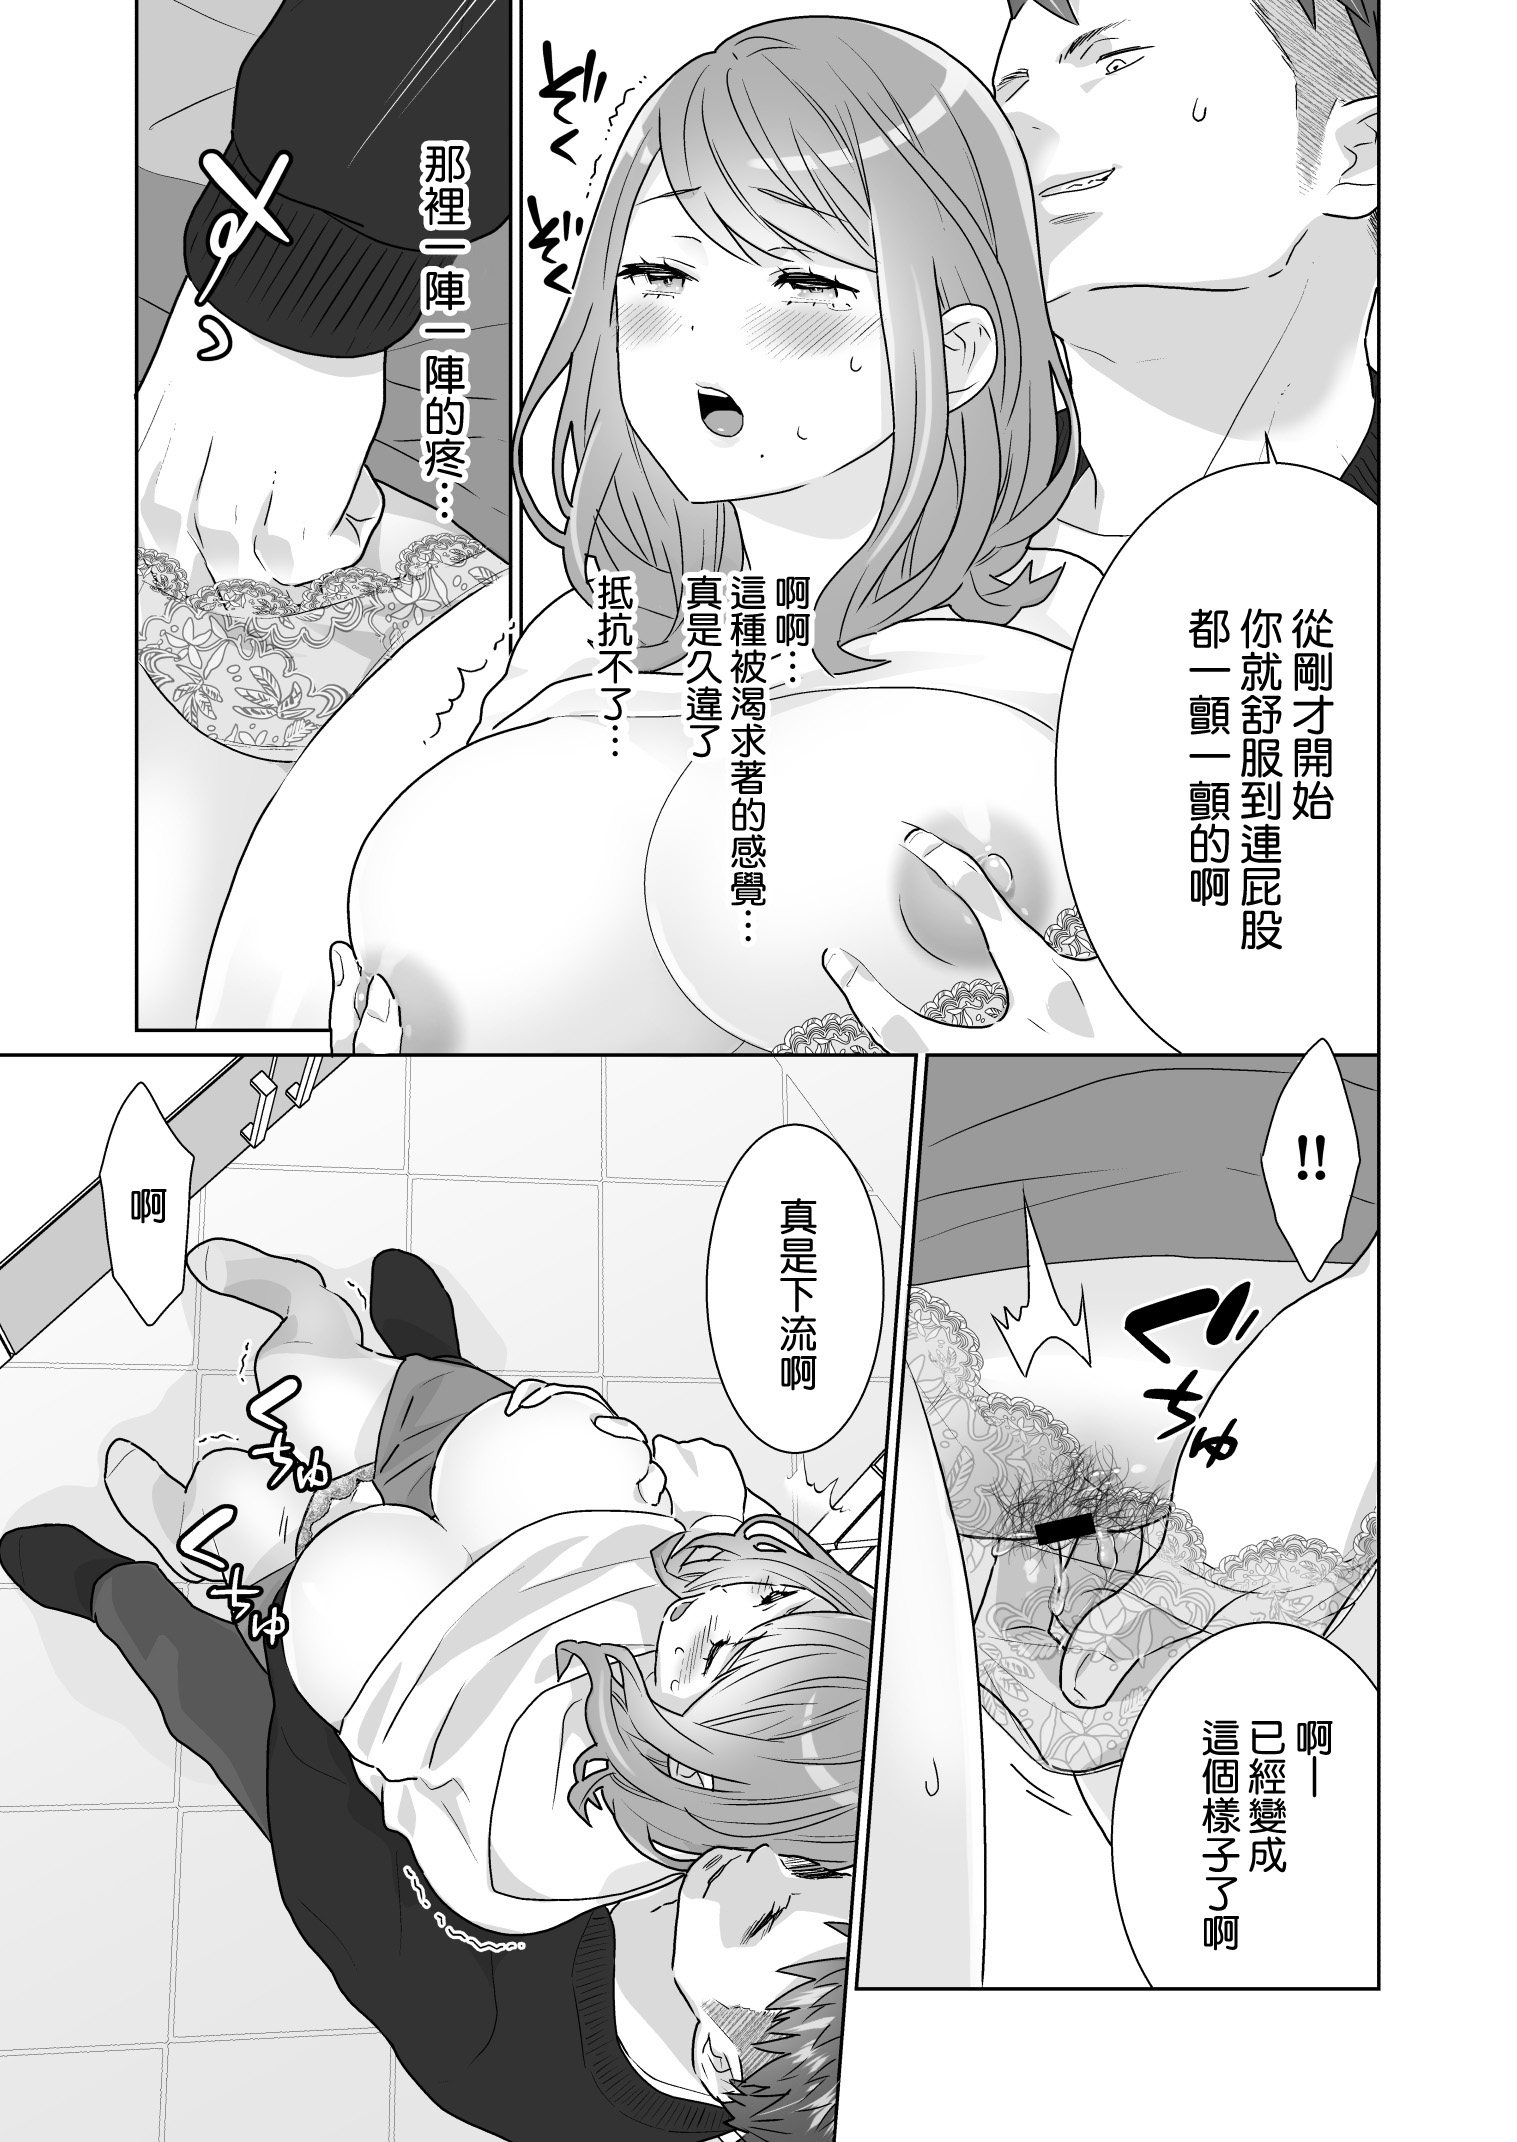 從剛才開始
你就舒服到連屁股
都一顫一顫的啊
ぞく
ぞく
啊啊…
這種被渴求著的感覺…
真是久違了
抵抗不了…
那裡一陣一陣的疼…
!!
くちゅ
啊—
已經變成
這個樣子了啊
真是下流啊
啊
くちゅ
くちゅ